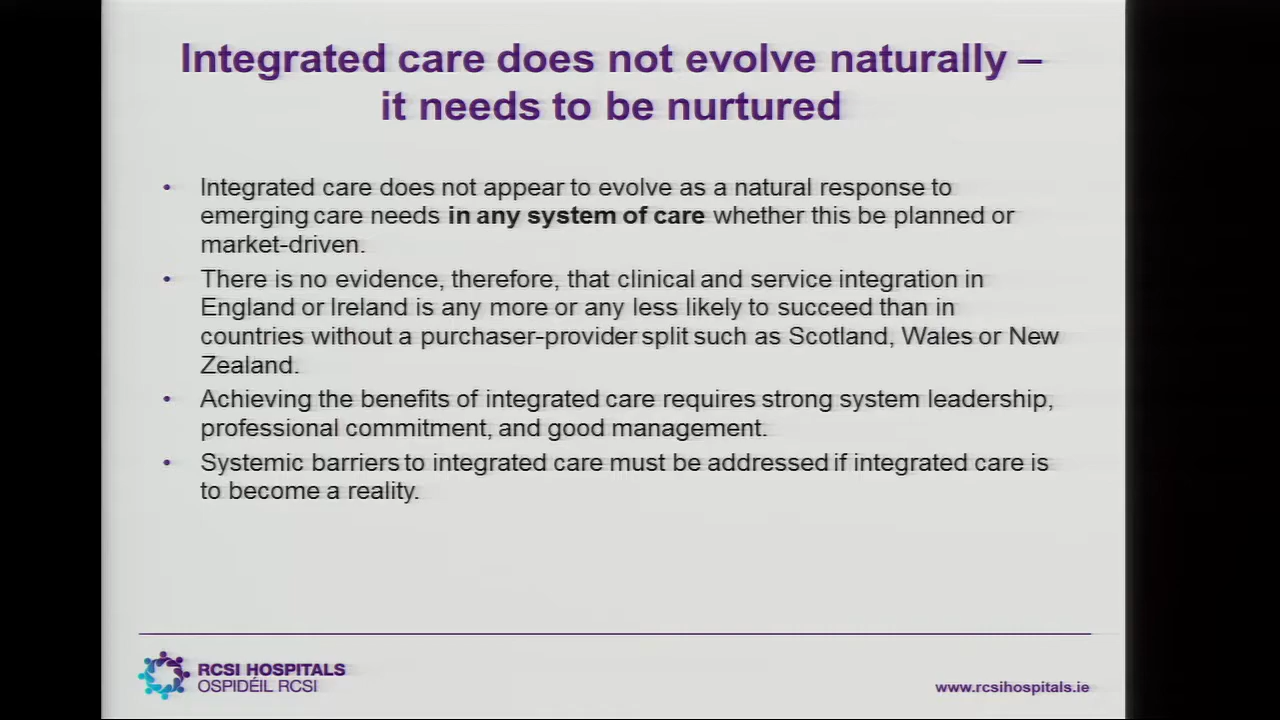 Integrated care does not evolve naturally –
it needs to be nurtured
• Integrated care does not appear to evolve as a natural response to
emerging care needs in any system of care whether this be planned or
market-driven.
• There is no evidence, therefore, that clinical and service integration in
England or Ireland is any more or any less likely to succeed than in
countries without a purchaser-provider split such as Scotland, Wales or New
Zealand.
• Achieving the benefits of integrated care requires strong system leadership,
professional commitment, and good management.
• Systemic barriers to integrated care must be addressed if integrated care is
to become a reality.
RCSI HOSPITALS
OSPIDÉIL RCSI
www.rcsihospitals.ie